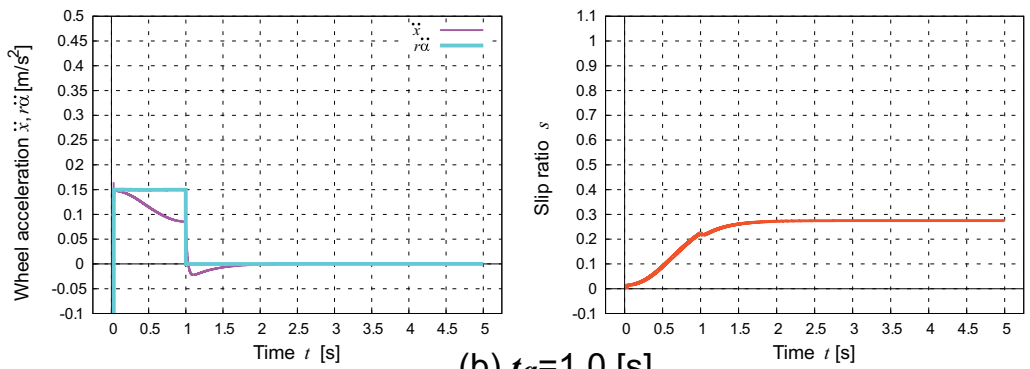 Wheel acceleration ẍ, rα̈ [m/s²]
0.5
0.45
0.4
0.35
0.3
0.25
02
0.15
0.1
0.05
0
-0.05
-0.1
ẍ
rα̈
0 0.5 1 1.5 2 2.5 3 3.5 4 4.5 5
Time t [s]
Slip ratio s
1.1
1
0.9
0.8
0.7
0.6
0.5
0.4
0.3
0.2
0.1
0
-0.1
0 0.5 1 1.5 2 2.5 3 3.5 4 4.5 5
Time t [s]
(b) tα=1.0 [s]